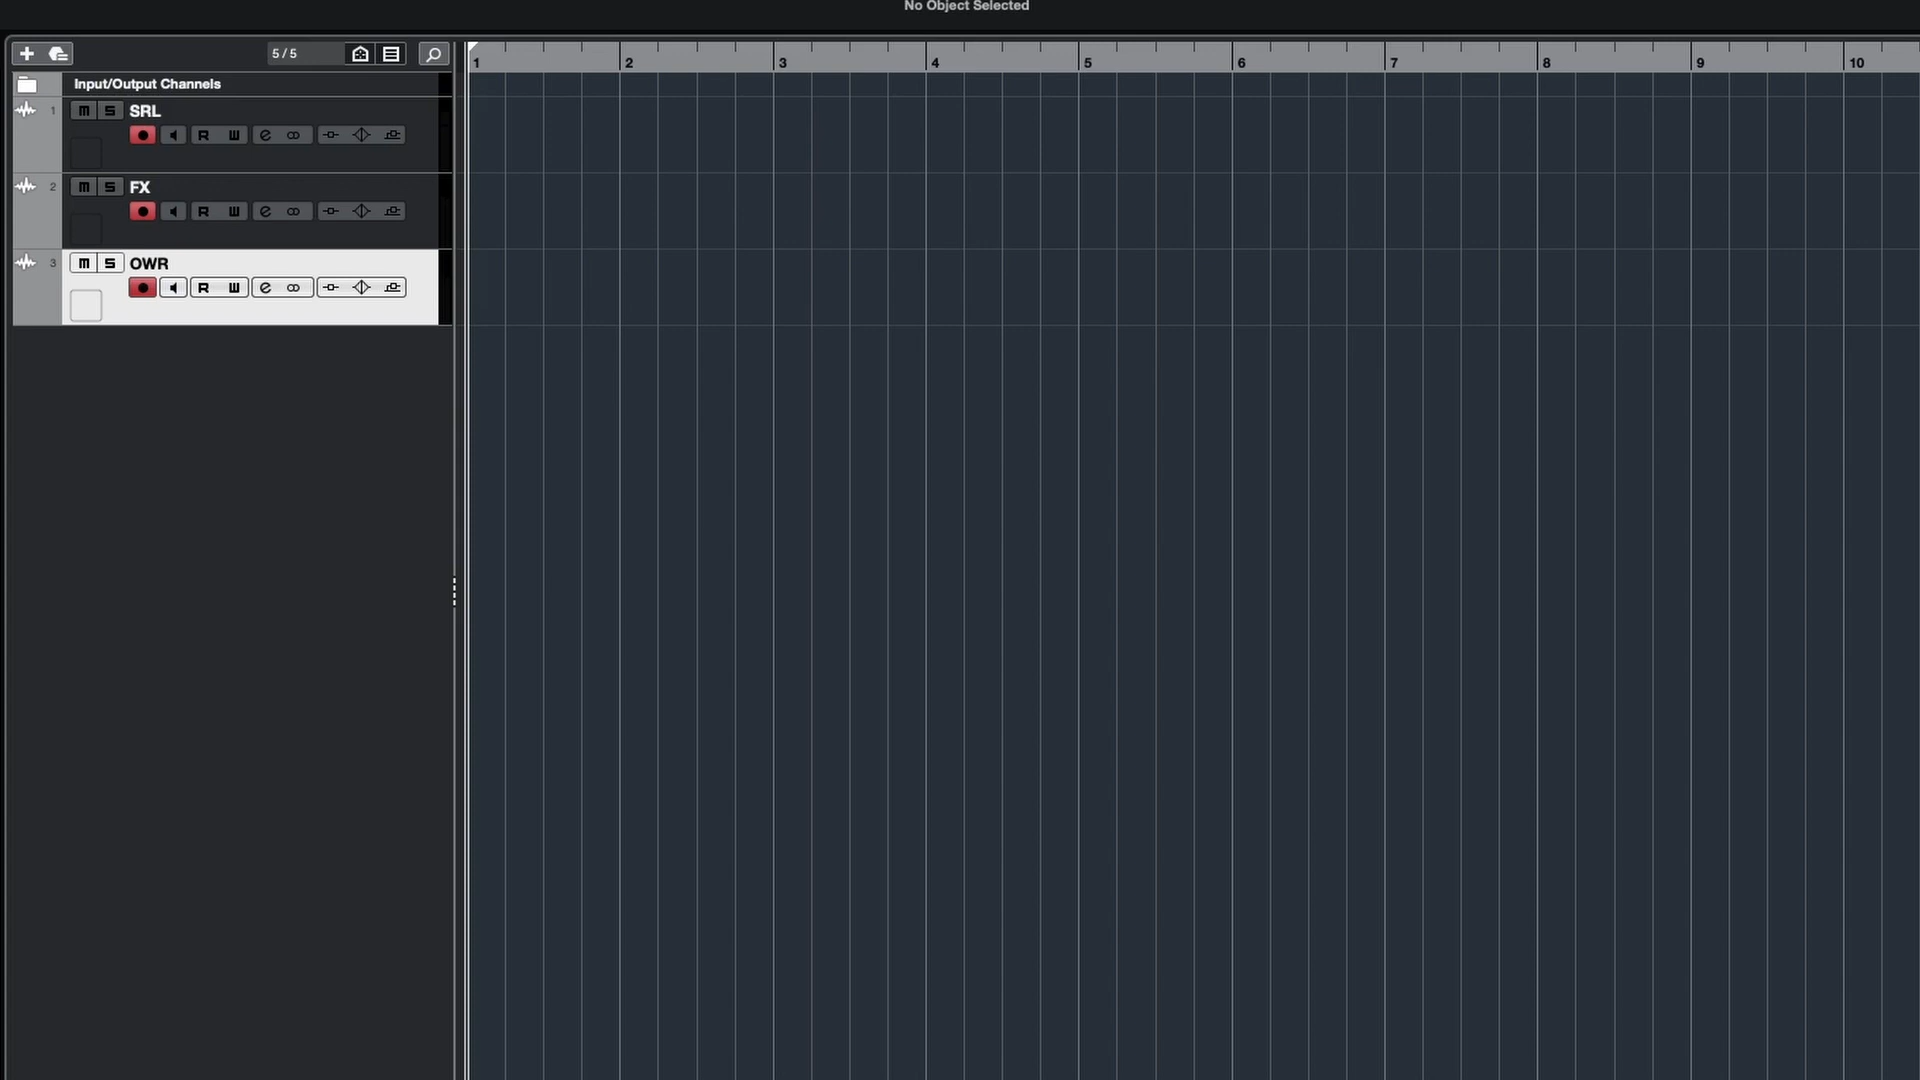 No Object Selected
5 / 5
1 2 3 4 5 6 7 8 9 10
Input/Output Channels
1 m S SRL
R W e
2 m S FX
R W e
3 m S OWR
R W e